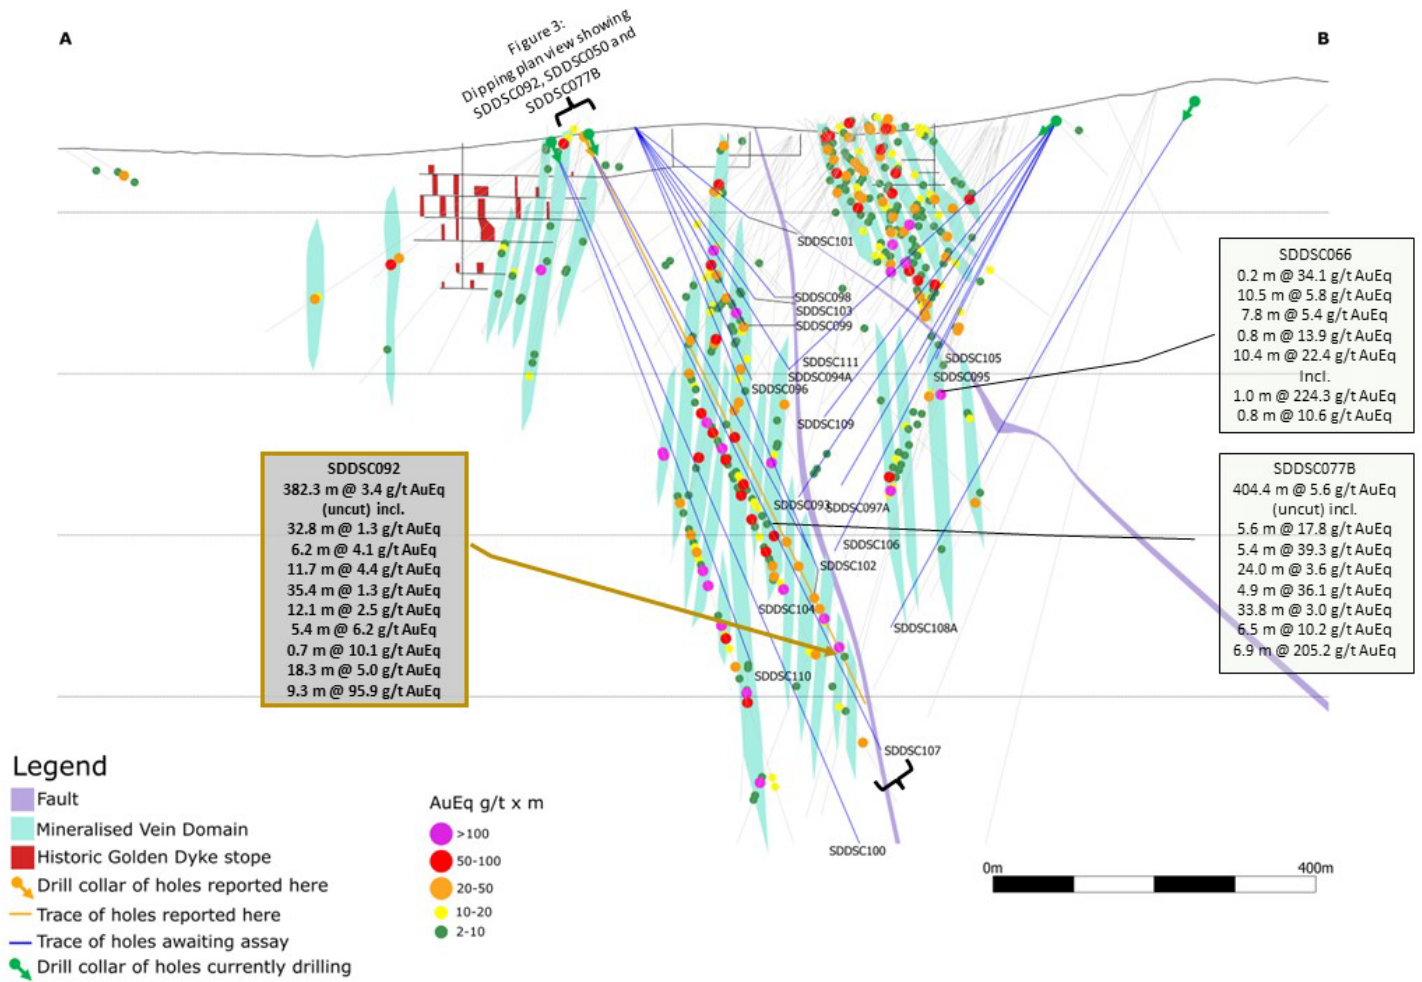 A
B
Figure 3:
Dipping plan view showing
SDDSC092, SDDSC050 and
SDDSC077B
SDDSC101
SDDSC098
SDDSC103
SDDSC099
SDDSC111
SDDSC094A
SDDSC096
SDDSC105
SDDSC095
SDDSC109
SDDSC093
SDDSC097A
SDDSC106
SDDSC102
SDDSC104
SDDSC108A
SDDSC110
SDDSC107
SDDSC100
SDDSC066
0.2 m @ 34.1 g/t AuEq
10.5 m @ 5.8 g/t AuEq
7.8 m @ 5.4 g/t AuEq
0.8 m @ 13.9 g/t AuEq
10.4 m @ 22.4 g/t AuEq
Incl.
1.0 m @ 224.3 g/t AuEq
0.8 m @ 10.6 g/t AuEq
SDDSC077B
404.4 m @ 5.6 g/t AuEq
(uncut) incl.
5.6 m @ 17.8 g/t AuEq
5.4 m @ 39.3 g/t AuEq
24.0 m @ 3.6 g/t AuEq
4.9 m @ 36.1 g/t AuEq
33.8 m @ 3.0 g/t AuEq
6.5 m @ 10.2 g/t AuEq
6.9 m @ 205.2 g/t AuEq
SDDSC092
382.3 m @ 3.4 g/t AuEq
(uncut) incl.
32.8 m @ 1.3 g/t AuEq
6.2 m @ 4.1 g/t AuEq
11.7 m @ 4.4 g/t AuEq
35.4 m @ 1.3 g/t AuEq
12.1 m @ 2.5 g/t AuEq
5.4 m @ 6.2 g/t AuEq
0.7 m @ 10.1 g/t AuEq
18.3 m @ 5.0 g/t AuEq
9.3 m @ 95.9 g/t AuEq
Legend
Fault
Mineralised Vein Domain
Historic Golden Dyke stope
Drill collar of holes reported here
Trace of holes reported here
Trace of holes awaiting assay
Drill collar of holes currently drilling
AuEq g/t x m
>100
50-100
20-50
10-20
2-10
0m
400m